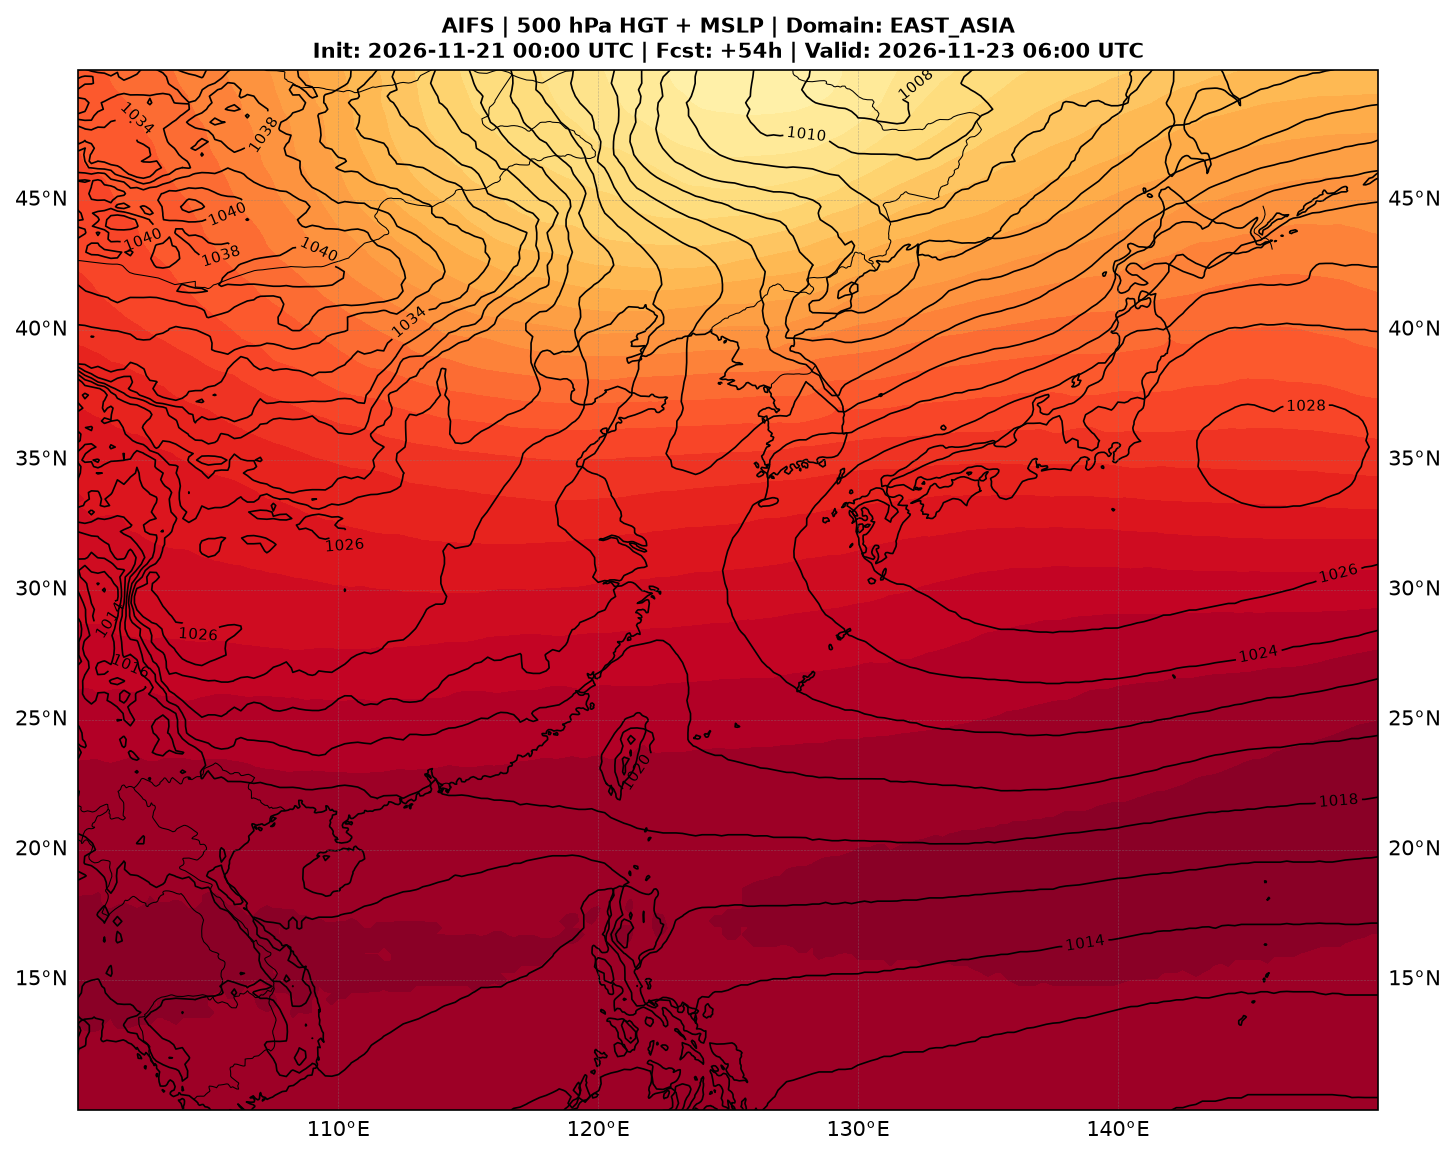 AIFS | 500 hPa HGT + MSLP | Domain: EAST_ASIA
Init: 2026-11-21 00:00 UTC | Fcst: +54h | Valid: 2026-11-23 06:00 UTC
1008
1034
1038
1010
45°N
45°N
1040
1040
1038
1040
1034
40°N
40°N
1028
35°N
35°N
1026
1026
30°N
30°N
1014
1026
1016
1024
25°N
25°N
1020
1018
20°N
20°N
1014
15°N
15°N
110°E
120°E
130°E
140°E